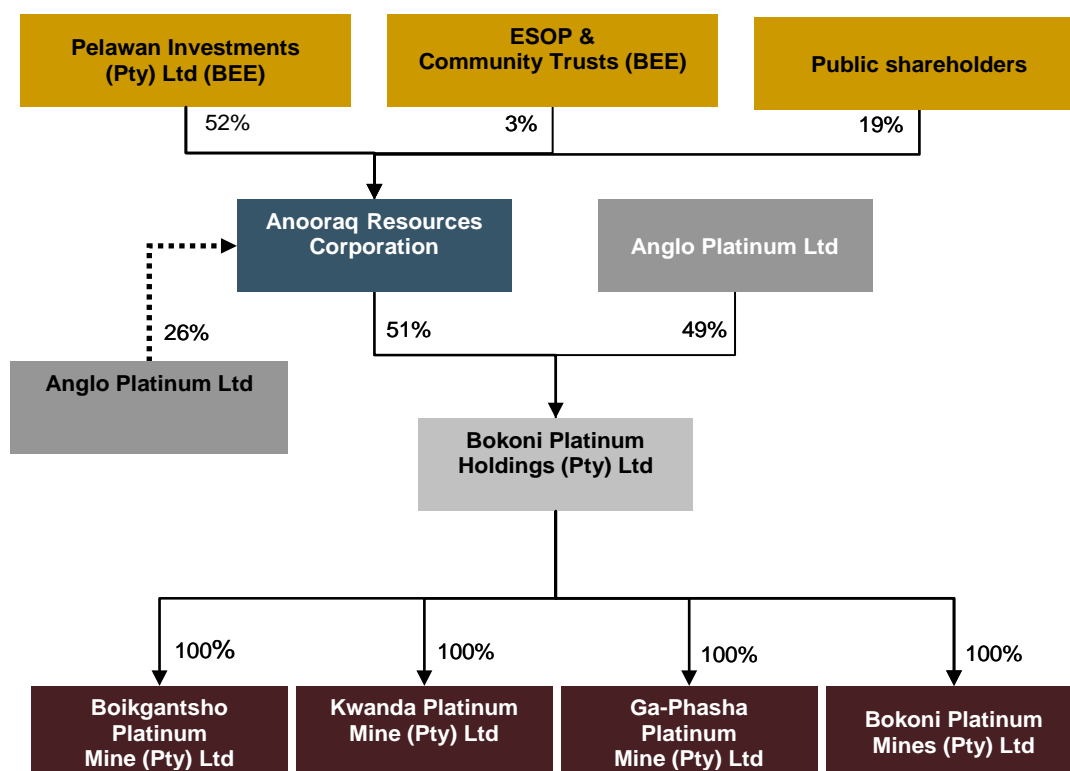 Pelawan Investments
(Pty) Ltd (BEE)
ESOP &
Community Trusts (BEE)
Public shareholders
52%
3%
19%
Anooraq Resources
Corporation
Anglo Platinum Ltd
26%
51%
49%
Anglo Platinum Ltd
Bokoni Platinum
Holdings (Pty) Ltd
100%
100%
100%
100%
Boikgantsho
Platinum
Mine (Pty) Ltd
Kwanda Platinum
Mine (Pty) Ltd
Ga-Phasha
Platinum
Mine (Pty) Ltd
Bokoni Platinum
Mines (Pty) Ltd